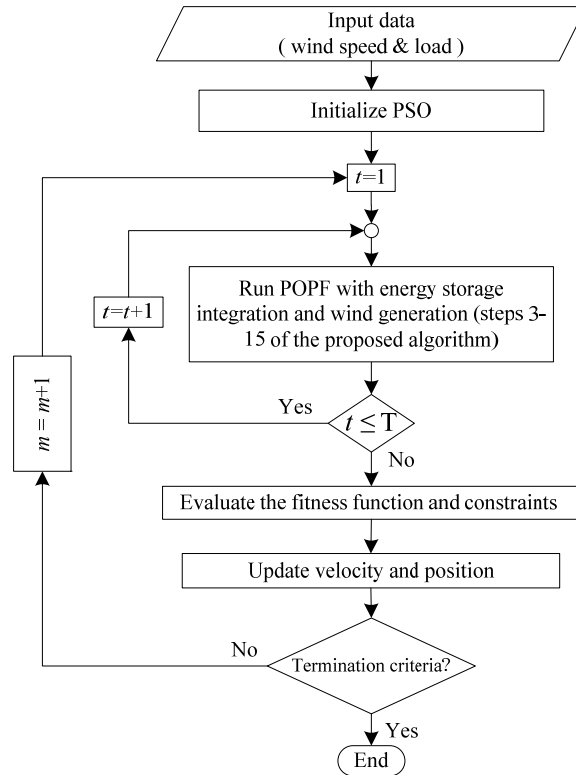 Input data
( wind speed & load )
Initialize PSO
t=1
Run POPF with energy storage
integration and wind generation (steps 3-
15 of the proposed algorithm)
t=t+1
Yes
t ≤ T
No
m = m+1
Evaluate the fitness function and constraints
Update velocity and position
No
Termination criteria?
Yes
End